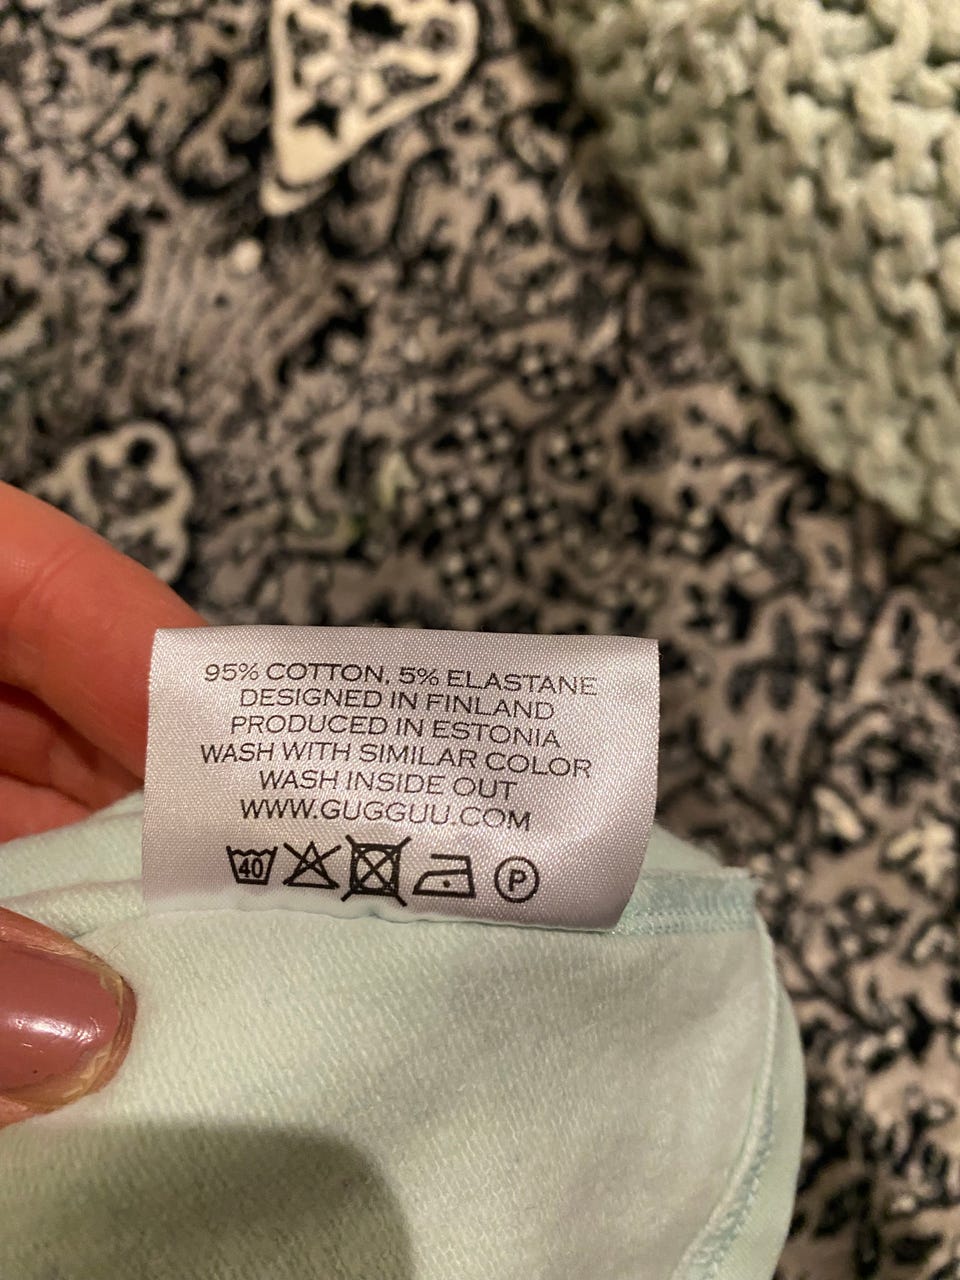 95% COTTON, 5% ELASTANE
DESIGNED IN FINLAND
PRODUCED IN ESTONIA
WASH WITH SIMILAR COLOR
WASH INSIDE OUT
WWW.GUGGUU.COM
40 P